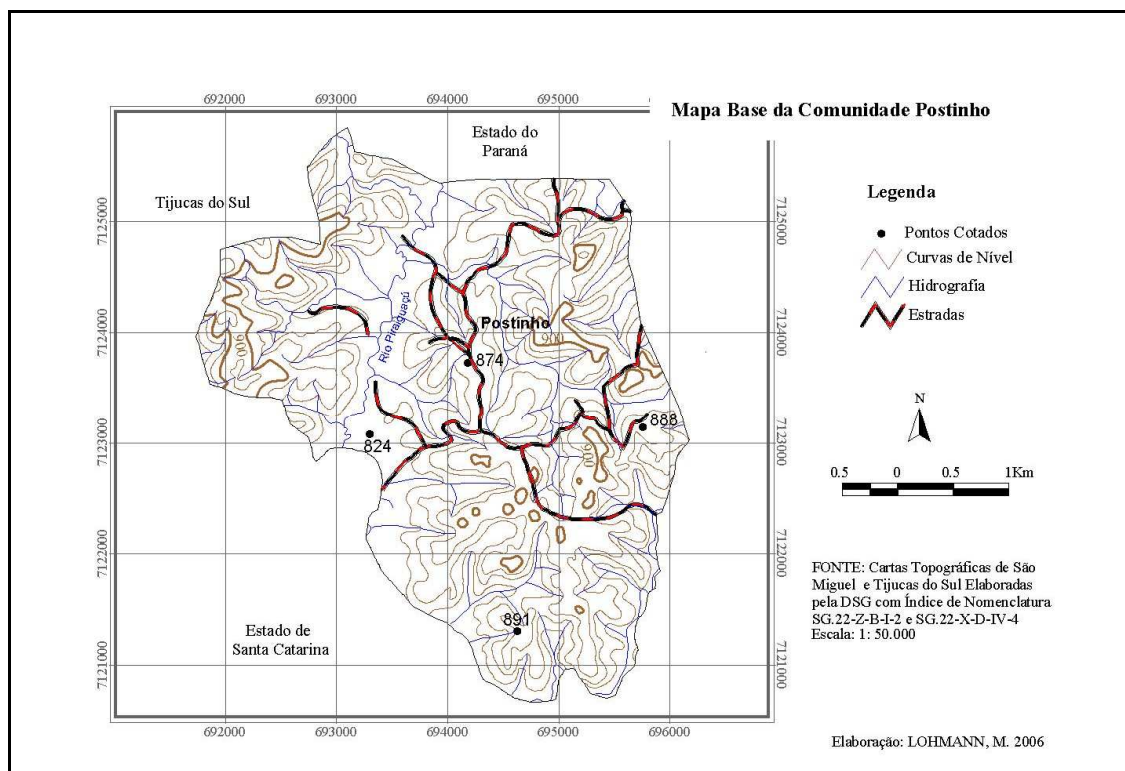 692000
693000
694000
695000
Mapa Base da Comunidade Postinho
Estado do
Paraná
Legenda
Tijucas do Sul
7125000
7125000
Pontos Cotados
Curvas de Nível
Hidrografia
Estradas
Rio Piraiguaçú
Postinho
900
900
7124000
7124000
874
N
888
824
7123000
7123000
900
0.5
0
0.5
1Km
7122000
7122000
FONTE: Cartas Topográficas de São
Miguel e Tijucas do Sul Elaboradas
pela DSG com Índice de Nomenclatura
SG.22-Z-B-I-2 e SG.22-X-D-IV-4
Escala: 1: 50.000
891
Estado de
Santa Catarina
7121000
7121000
692000
693000
694000
695000
696000
Elaboração: LOHMANN, M. 2006